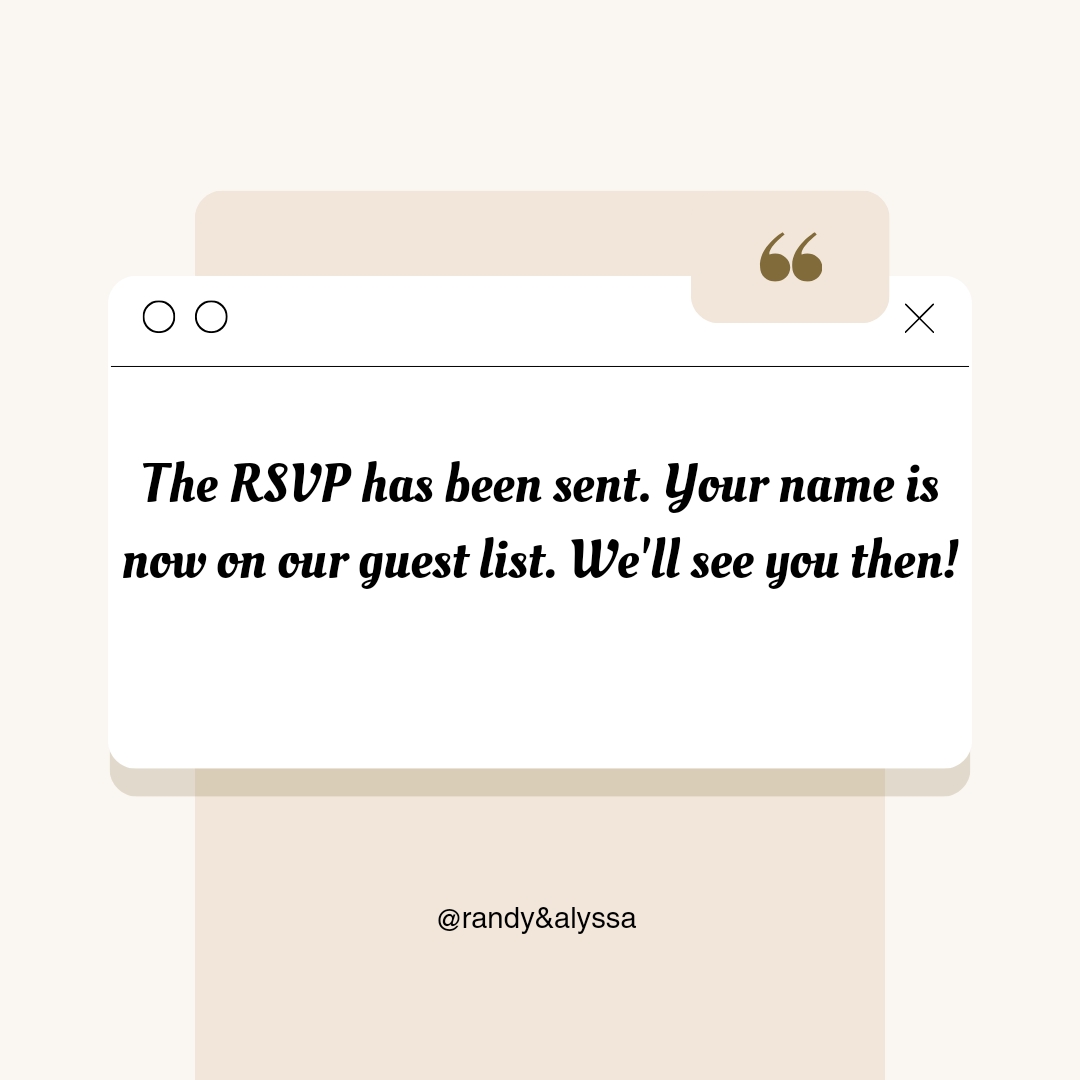 “
The RSVP has been sent. Your name is
now on our guest list. We'll see you then!
@randy&alyssa